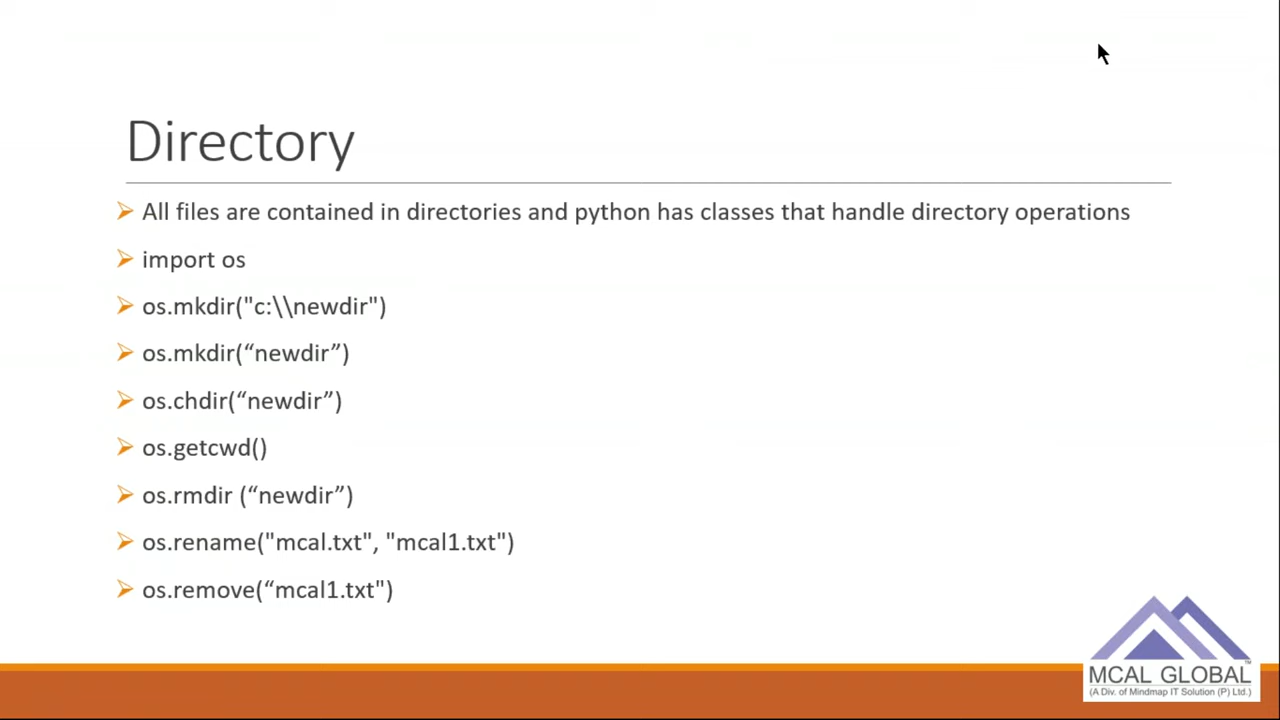 Directory
All files are contained in directories and python has classes that handle directory operations
import os
os.mkdir("c:\\newdir")
os.mkdir(“newdir”)
os.chdir(“newdir”)
os.getcwd()
os.rmdir (“newdir”)
os.rename("mcal.txt", "mcal1.txt")
os.remove(“mcal1.txt")
MCAL GLOBAL™
(A Div. of Mindmap IT Solution (P) Ltd.)